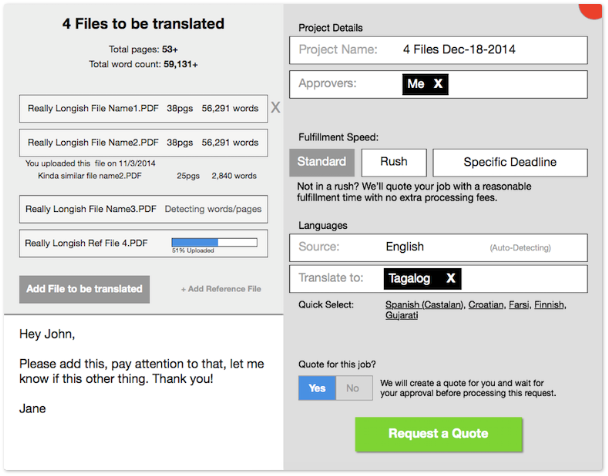 4 Files to be translated
Total pages: 53+
Total word count: 59,131+
Really Longish File Name1.PDF 38pgs 56,291 words X
Really Longish File Name2.PDF 38pgs 56,291 words
You uploaded this file on 11/3/2014
Kinda similar file name2.PDF 25pgs 2,840 words
Really Longish File Name3.PDF Detecting words/pages
Really Longish Ref File 4.PDF
51% Uploaded
Add File to be translated + Add Reference File
Hey John,
Please add this, pay attention to that, let me
know if this other thing. Thank you!
Jane
Project Details
Project Name: 4 Files Dec-18-2014
Approvers: Me X
Fulfillment Speed:
Standard Rush Specific Deadline
Not in a rush? We'll quote your job with a reasonable
fulfillment time with no extra processing fees.
Languages
Source: English (Auto-Detecting)
Translate to: Tagalog X
Quick Select: Spanish (Castalan), Croatian, Farsi, Finnish,
Gujarati
Quote for this job?
Yes No
We will create a quote for you and wait for
your approval before processing this request.
Request a Quote